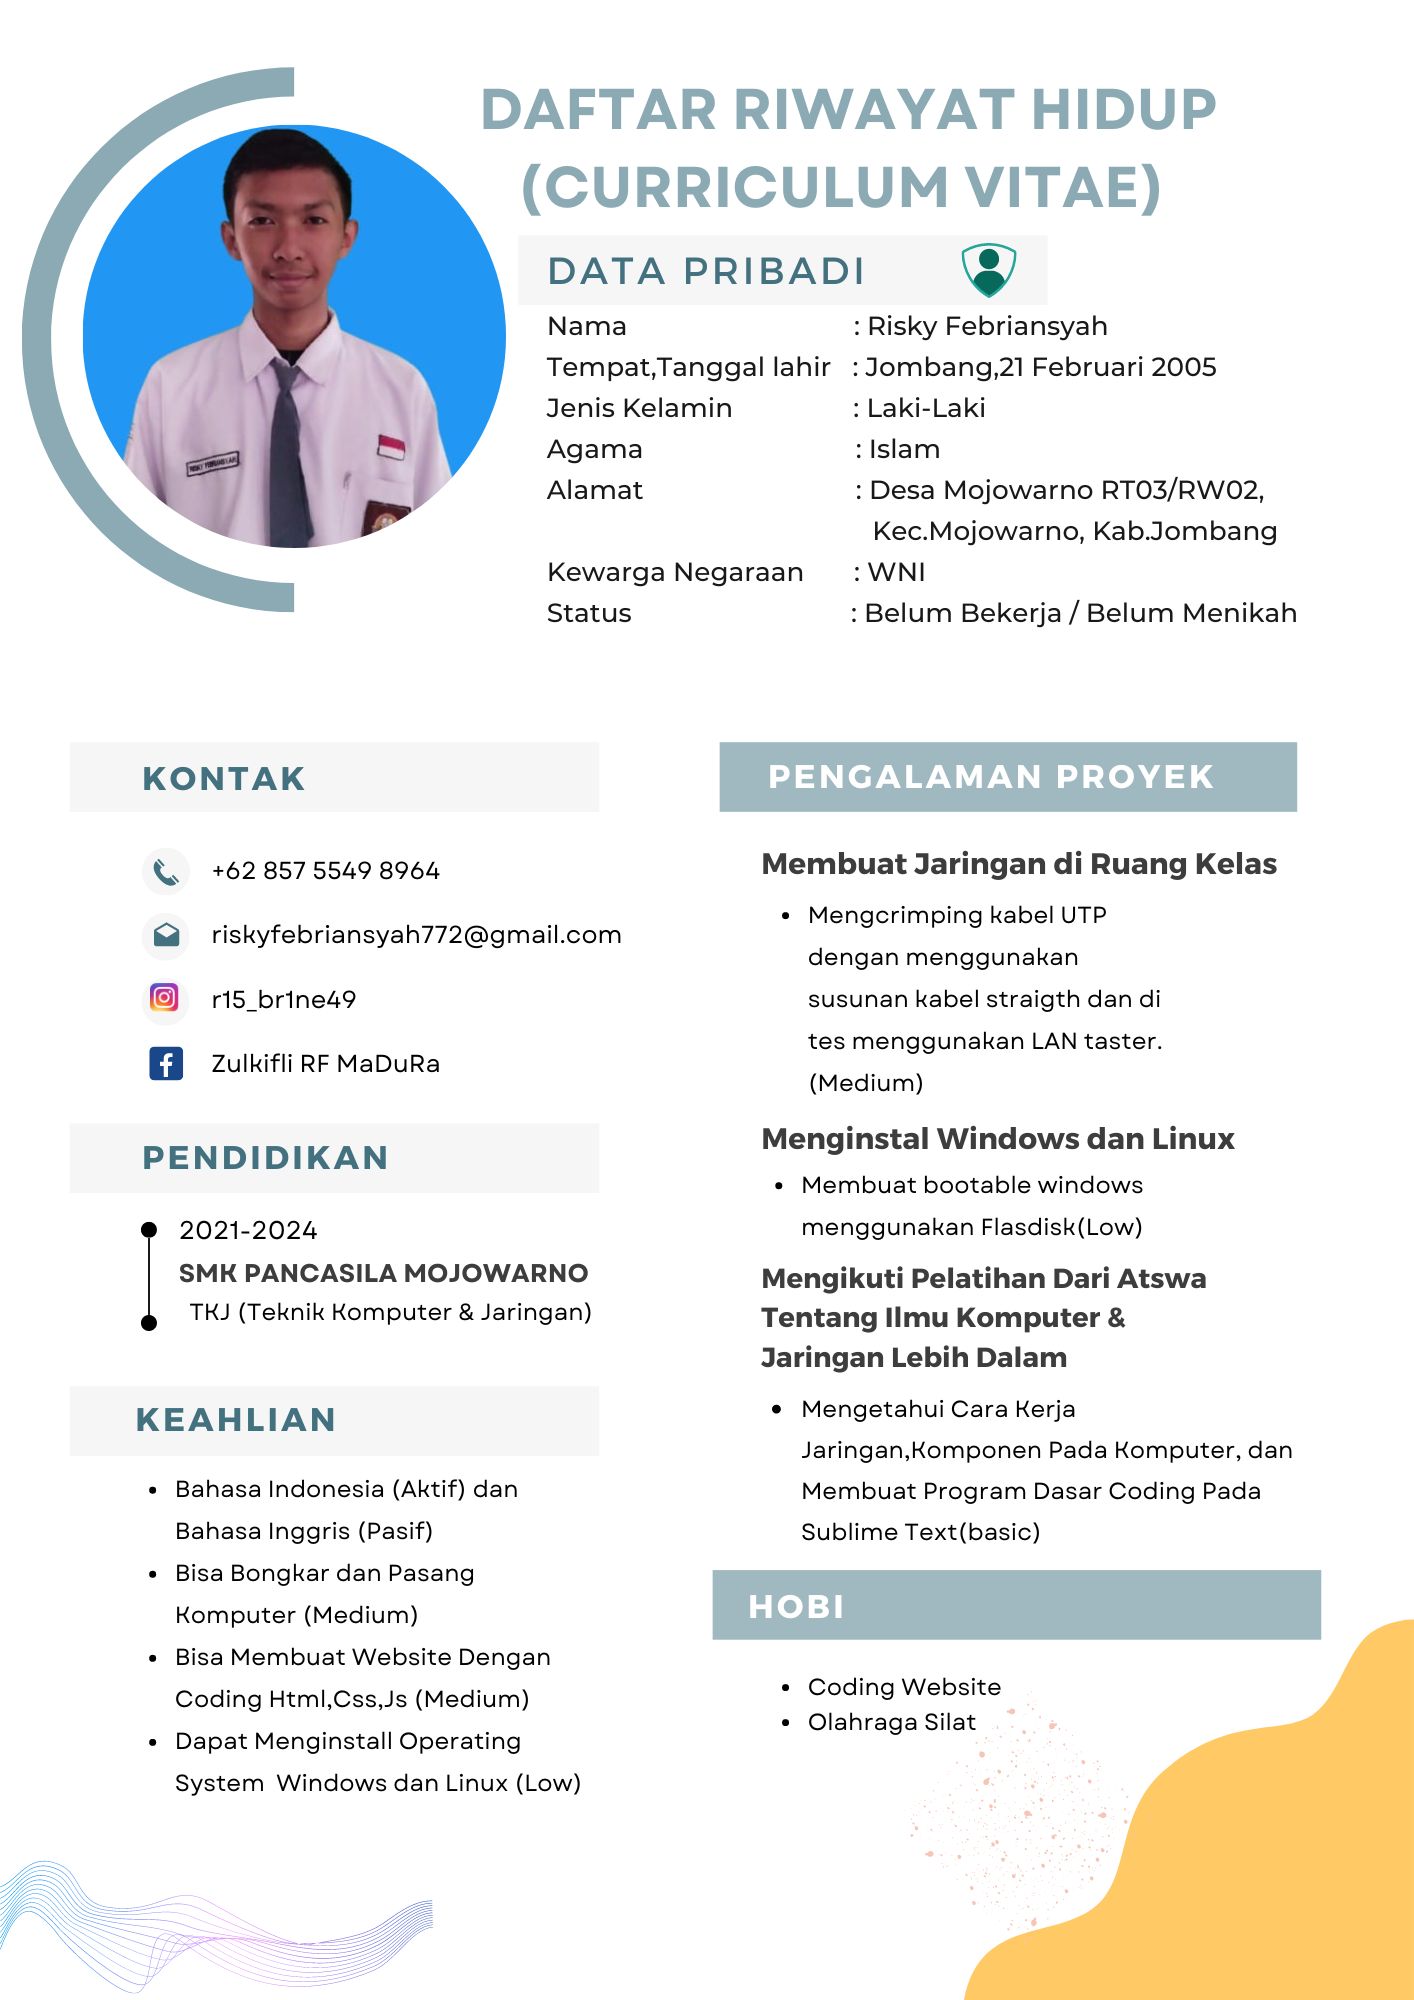 DAFTAR RIWAYAT HIDUP
(CURRICULUM VITAE)
DATA PRIBADI
Nama : Risky Febriansyah
Tempat,Tanggal lahir : Jombang,21 Februari 2005
Jenis Kelamin : Laki-Laki
Agama : Islam
Alamat : Desa Mojowarno RT03/RW02,
Kec.Mojowarno, Kab.Jombang
Kewarga Negaraan : WNI
Status : Belum Bekerja / Belum Menikah
RISKY FEBRIANSYAH
KONTAK
+62 857 5549 8964
riskyfebriansyah772@gmail.com
r15_br1ne49
Zulkifli RF MaDuRa
PENDIDIKAN
2021-2024
SMK PANCASILA MOJOWARNO
TKJ (Teknik Komputer & Jaringan)
KEAHLIAN
• Bahasa Indonesia (Aktif) dan
Bahasa Inggris (Pasif)
• Bisa Bongkar dan Pasang
Komputer (Medium)
• Bisa Membuat Website Dengan
Coding Html,Css,Js (Medium)
• Dapat Menginstall Operating
System Windows dan Linux (Low)
PENGALAMAN PROYEK
Membuat Jaringan di Ruang Kelas
• Mengcrimping kabel UTP
dengan menggunakan
susunan kabel straigth dan di
tes menggunakan LAN taster.
(Medium)
Menginstal Windows dan Linux
• Membuat bootable windows
menggunakan Flasdisk(Low)
Mengikuti Pelatihan Dari Atswa
Tentang Ilmu Komputer &
Jaringan Lebih Dalam
• Mengetahui Cara Kerja
Jaringan,Komponen Pada Komputer, dan
Membuat Program Dasar Coding Pada
Sublime Text(basic)
HOBI
• Coding Website
• Olahraga Silat